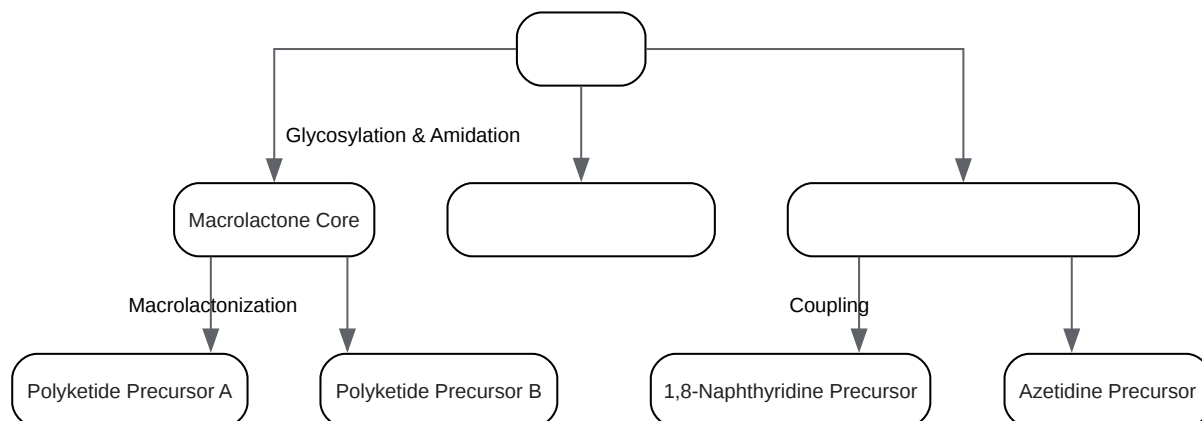 Glycosylation & Amidation
Macrolactone Core
Macrolactonization
Coupling
Polyketide Precursor A
Polyketide Precursor B
1,8-Naphthyridine Precursor
Azetidine Precursor